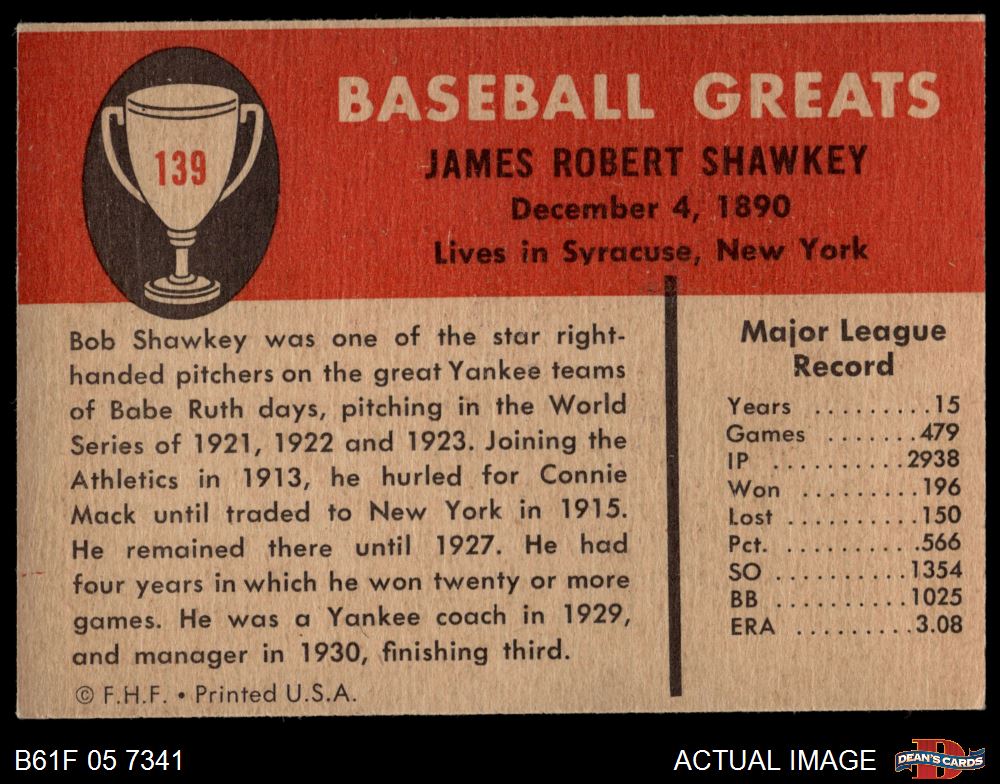 139
BASEBALL GREATS
JAMES ROBERT SHAWKEY
December 4, 1890
Lives in Syracuse, New York
Bob Shawkey was one of the star right-
handed pitchers on the great Yankee teams
of Babe Ruth days, pitching in the World
Series of 1921, 1922 and 1923. Joining the
Athletics in 1913, he hurled for Connie
Mack until traded to New York in 1915.
He remained there until 1927. He had
four years in which he won twenty or more
games. He was a Yankee coach in 1929,
and manager in 1930, finishing third.
© F.H.F. • Printed U.S.A.
Major League
Record
Years .........15
Games .......479
IP ..........2938
Won .........196
Lost ..........150
Pct. ..........566
SO ..........1354
BB ..........1025
ERA .........3.08
B61F 05 7341
ACTUAL IMAGE
D
DEAN'S CARDS